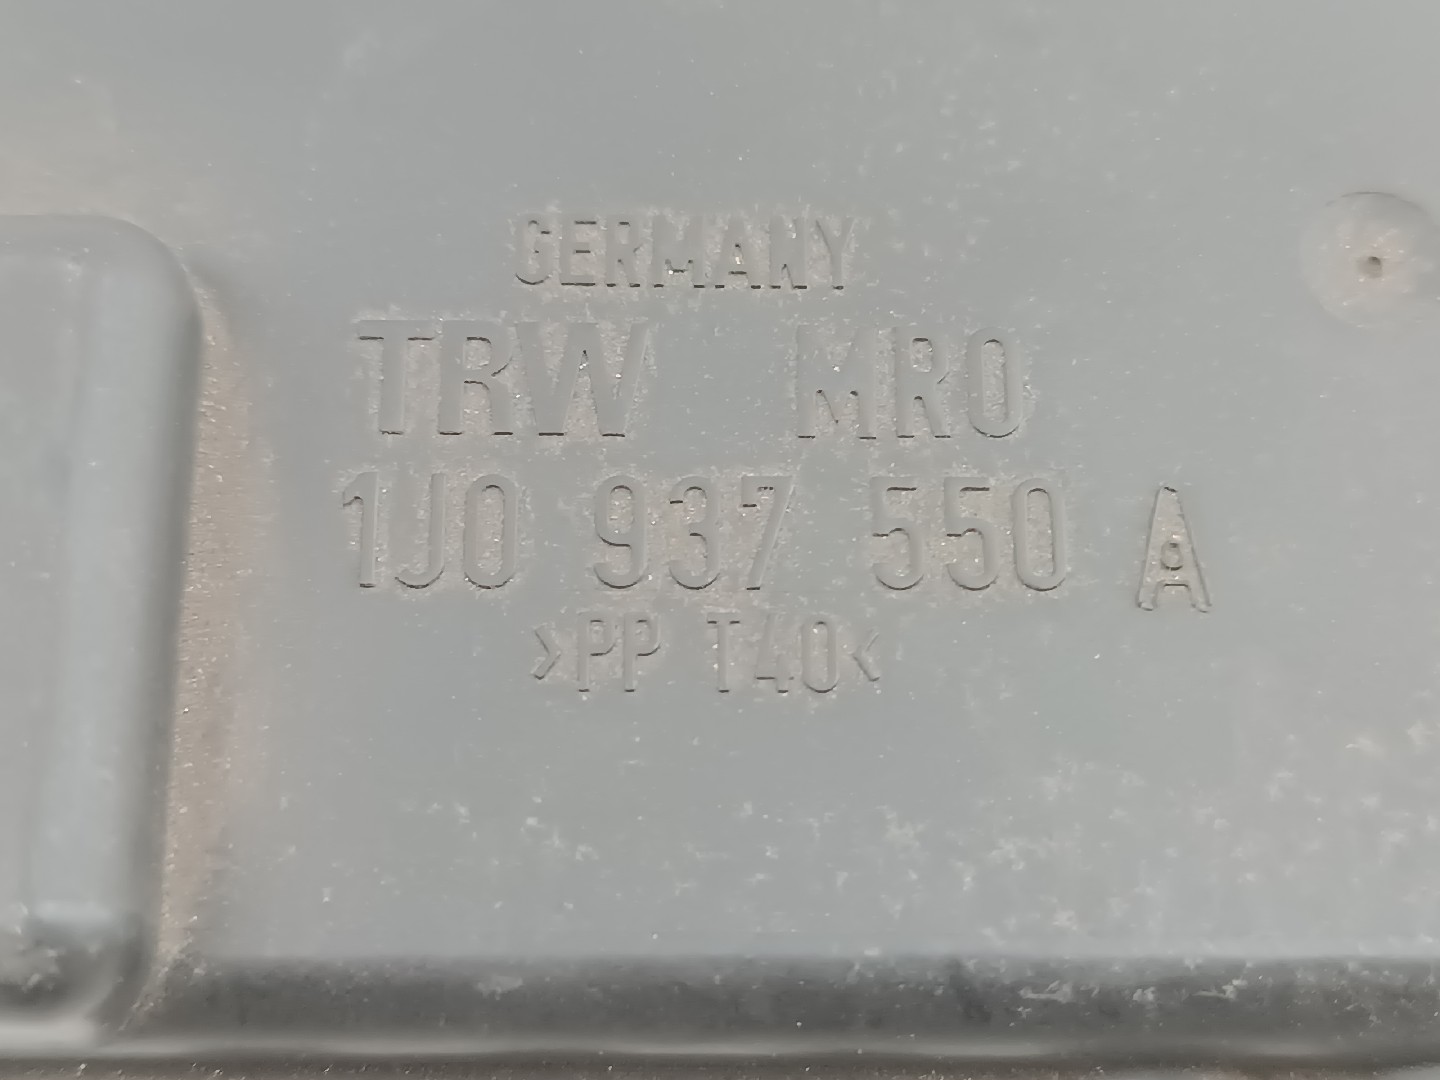 GERMANY
TRW MRO
1J0 937 550 A
>PP T40<